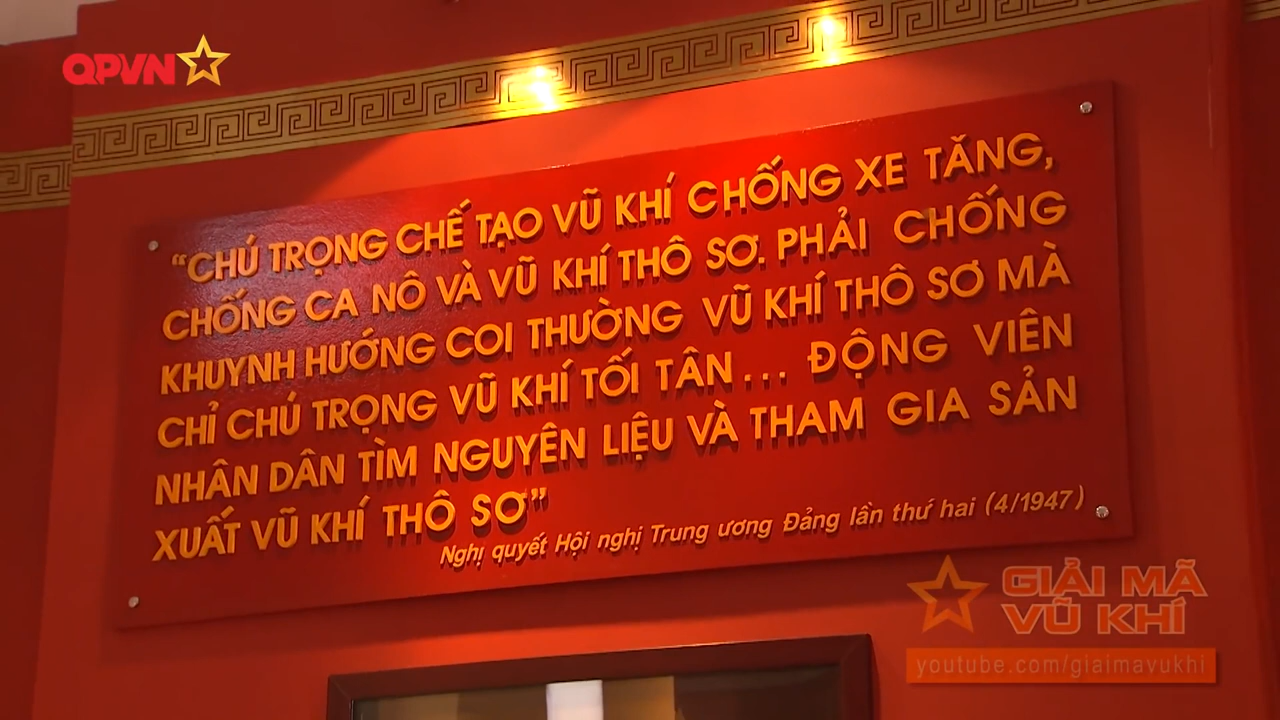 QPVN
“CHÚ TRỌNG CHẾ TẠO VŨ KHÍ CHỐNG XE TĂNG,
CHỐNG CA NÔ VÀ VŨ KHÍ THÔ SƠ. PHẢI CHỐNG
KHUYNH HƯỚNG COI THƯỜNG VŨ KHÍ THÔ SƠ MÀ
CHỈ CHÚ TRỌNG VŨ KHÍ TỐI TÂN... ĐỘNG VIÊN
NHÂN DÂN TÌM NGUYÊN LIỆU VÀ THAM GIA SẢN
XUẤT VŨ KHÍ THÔ SƠ”
Nghị quyết Hội nghị Trung ương Đảng lần thứ hai (4/1947)
GIẢI MÃ
VŨ KHÍ
youtube.com/giaimavukhi